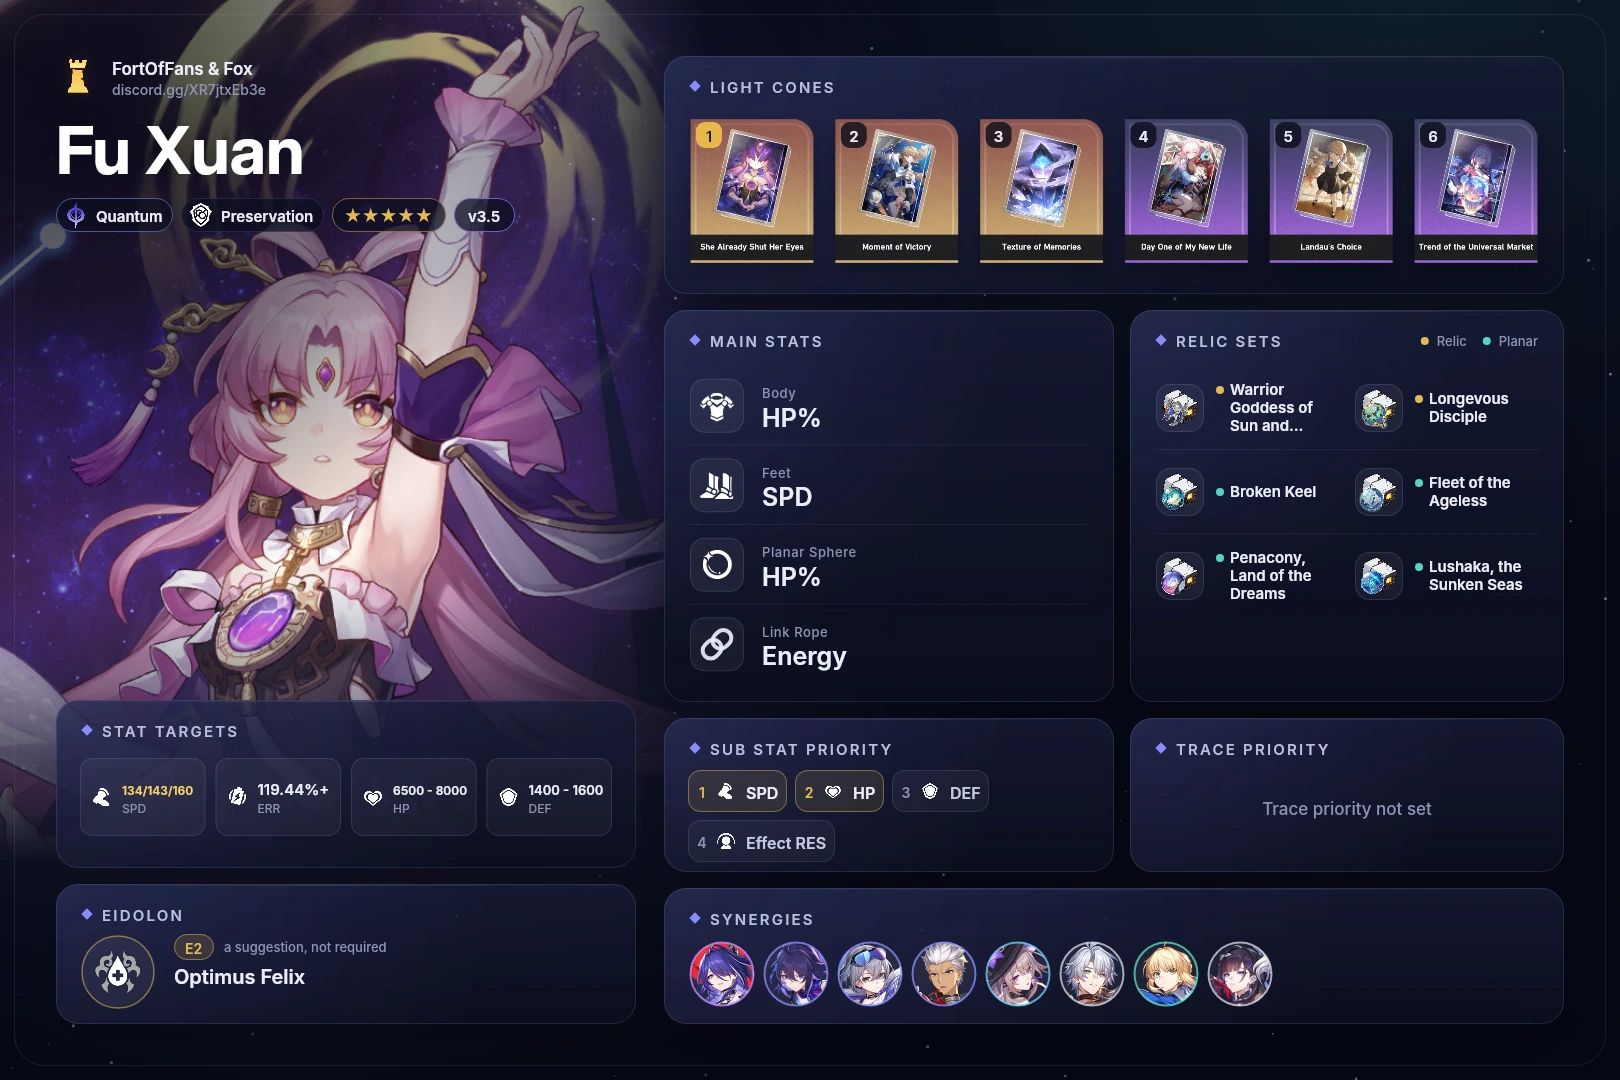 FortOfFans & Fox
discord.gg/XR7jtxEb3e
Fu Xuan
Quantum
Preservation
★★★★★
v3.5
LIGHT CONES
1
2
3
4
5
6
She Already Shut Her Eyes
Moment of Victory
Texture of Memories
Day One of My New Life
Landau's Choice
Trend of the Universal Market
MAIN STATS
Body
HP%
Feet
SPD
Planar Sphere
HP%
Link Rope
Energy
RELIC SETS
Relic
Planar
Warrior
Goddess of
Sun and...
Longevous
Disciple
Broken Keel
Fleet of the
Ageless
Penacony,
Land of the
Dreams
Lushaka, the
Sunken Seas
STAT TARGETS
134/143/160
SPD
119.44%+
ERR
6500 - 8000
HP
1400 - 1600
DEF
SUB STAT PRIORITY
1 SPD
2 HP
3 DEF
4 Effect RES
TRACE PRIORITY
Trace priority not set
EIDOLON
E2 a suggestion, not required
Optimus Felix
SYNERGIES